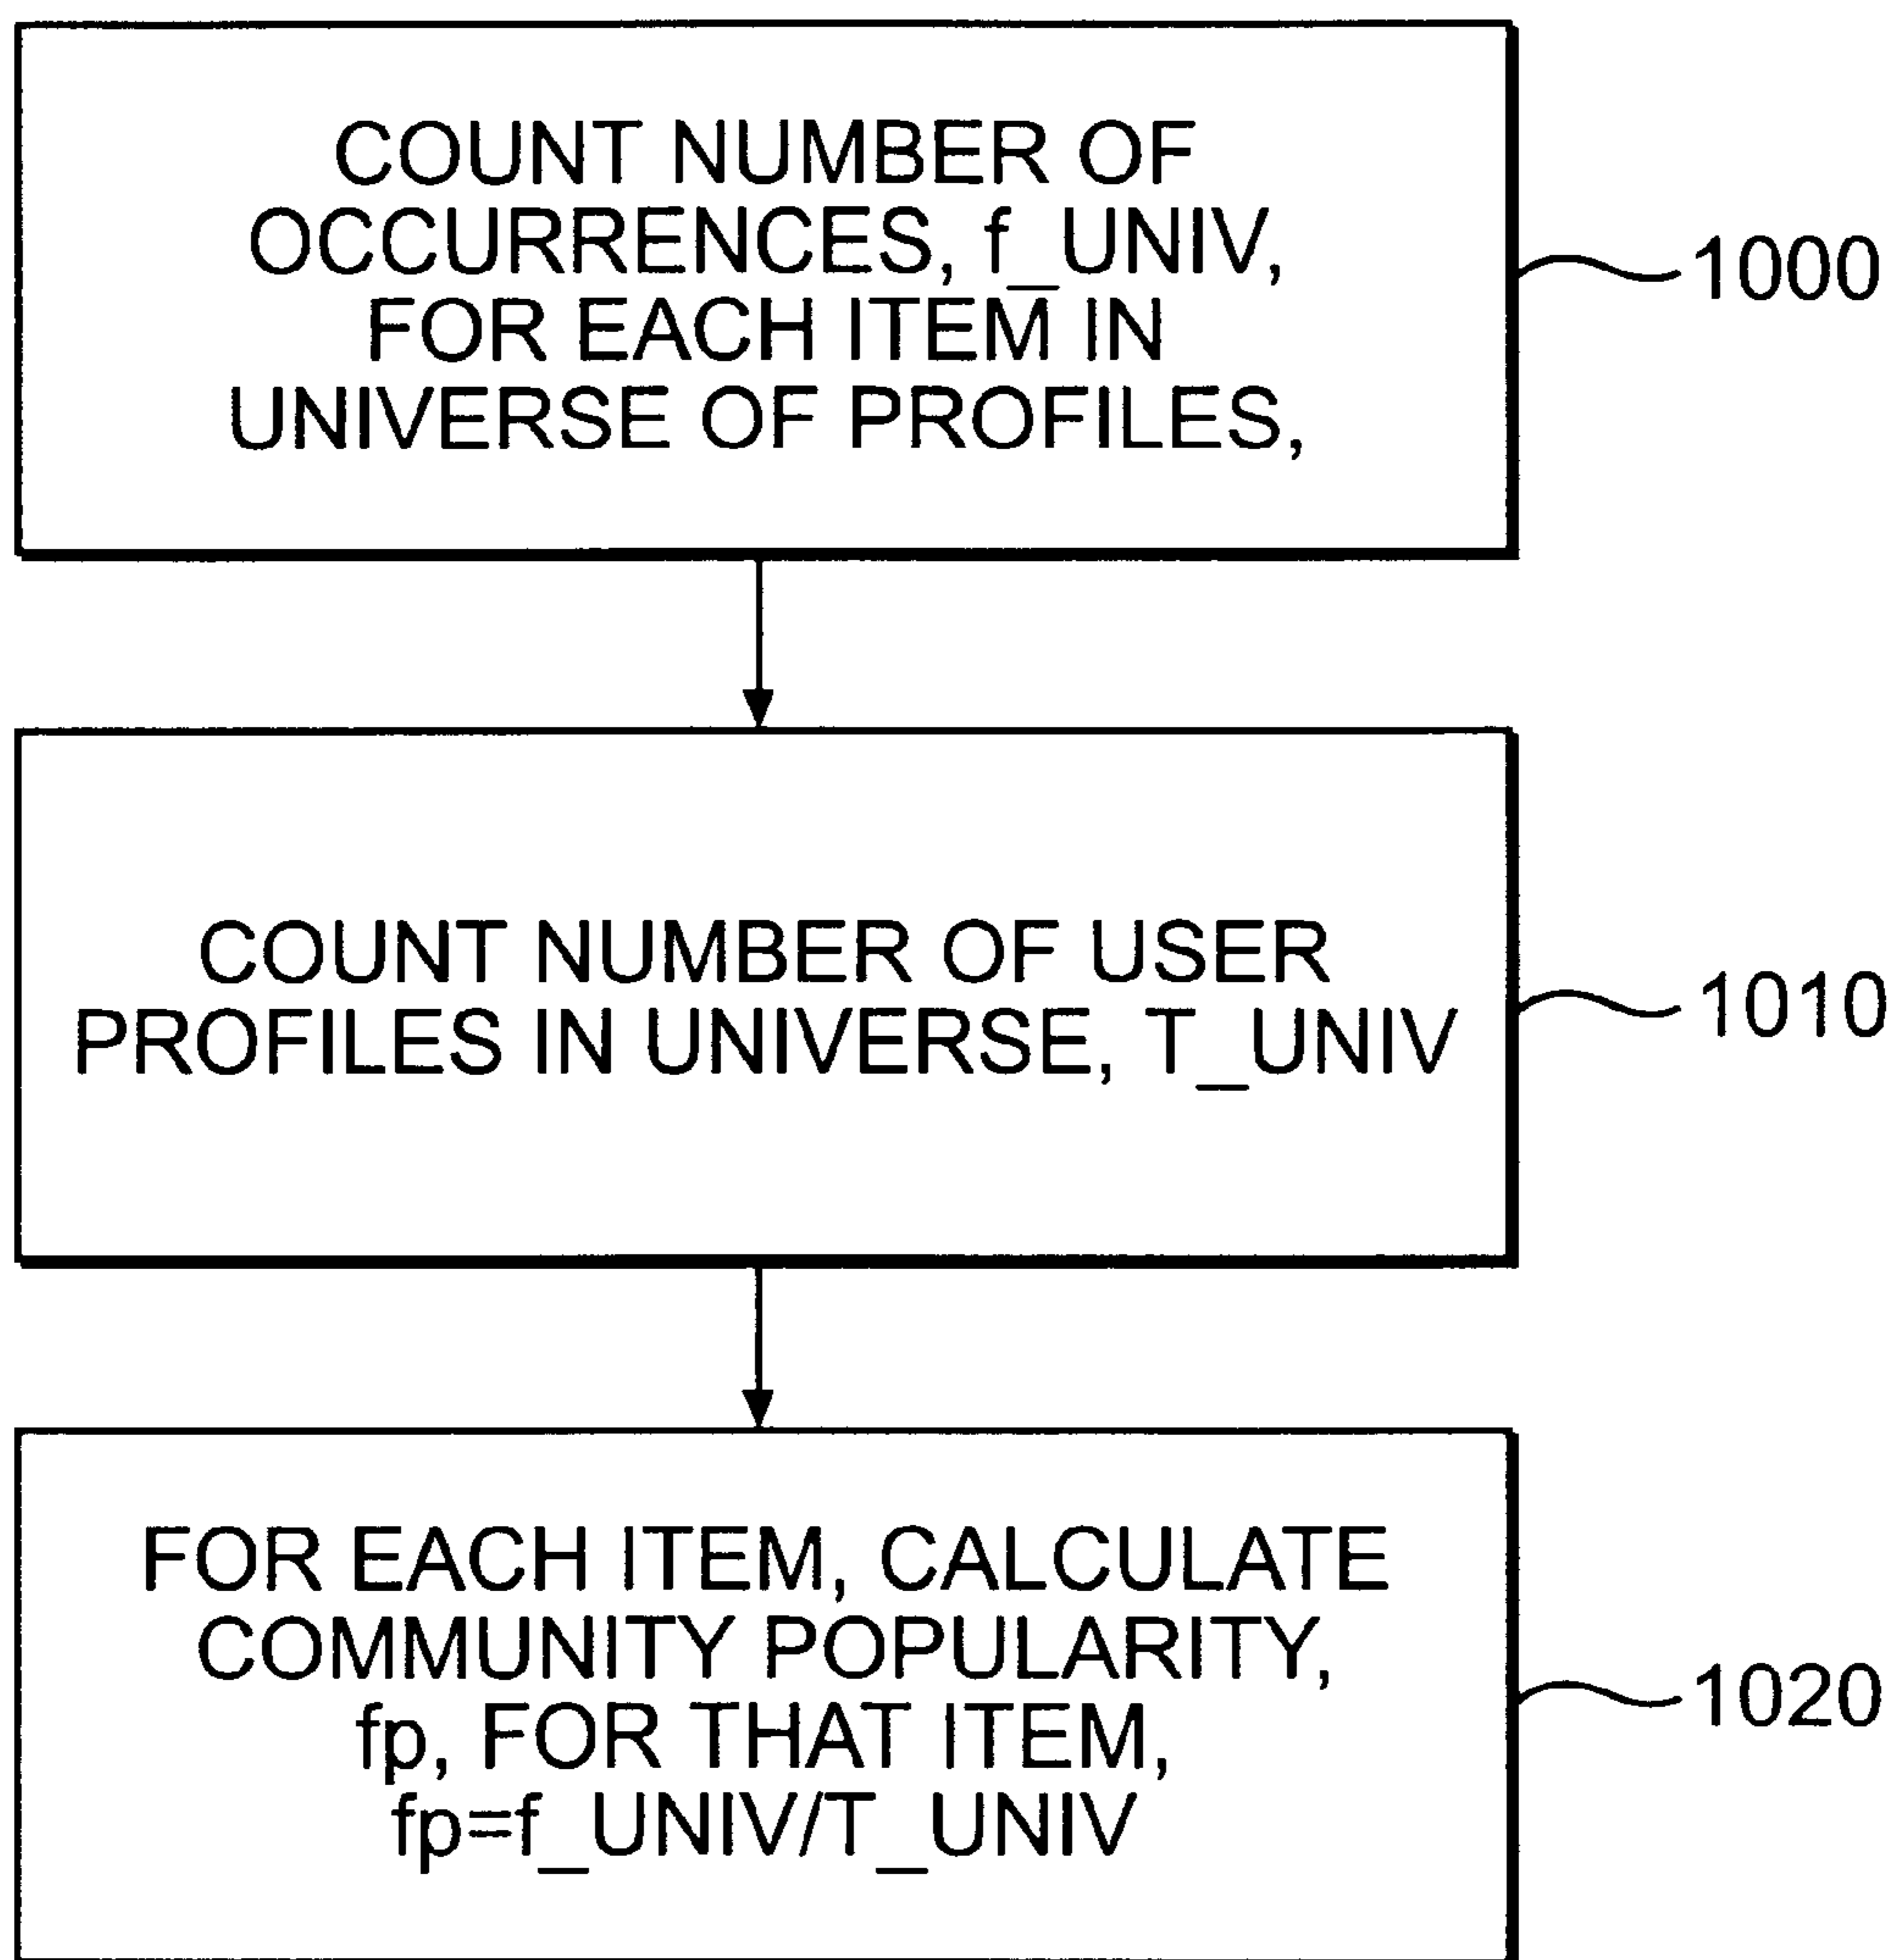 COUNT NUMBER OF
OCCURRENCES, f_UNIV,
FOR EACH ITEM IN
UNIVERSE OF PROFILES,
1000
COUNT NUMBER OF USER
PROFILES IN UNIVERSE, T_UNIV
1010
FOR EACH ITEM, CALCULATE
COMMUNITY POPULARITY,
fp, FOR THAT ITEM,
fp=f_UNIV/T_UNIV
1020